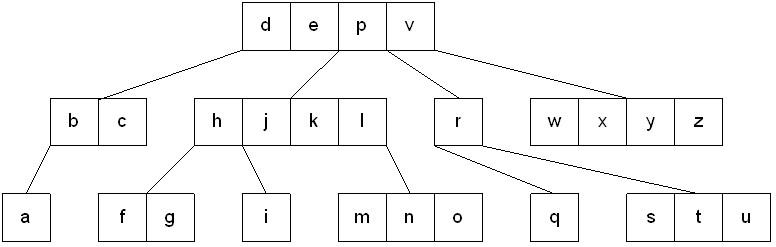 d e p v
b c h j k l r w x y z
a f g i m n o q s t u